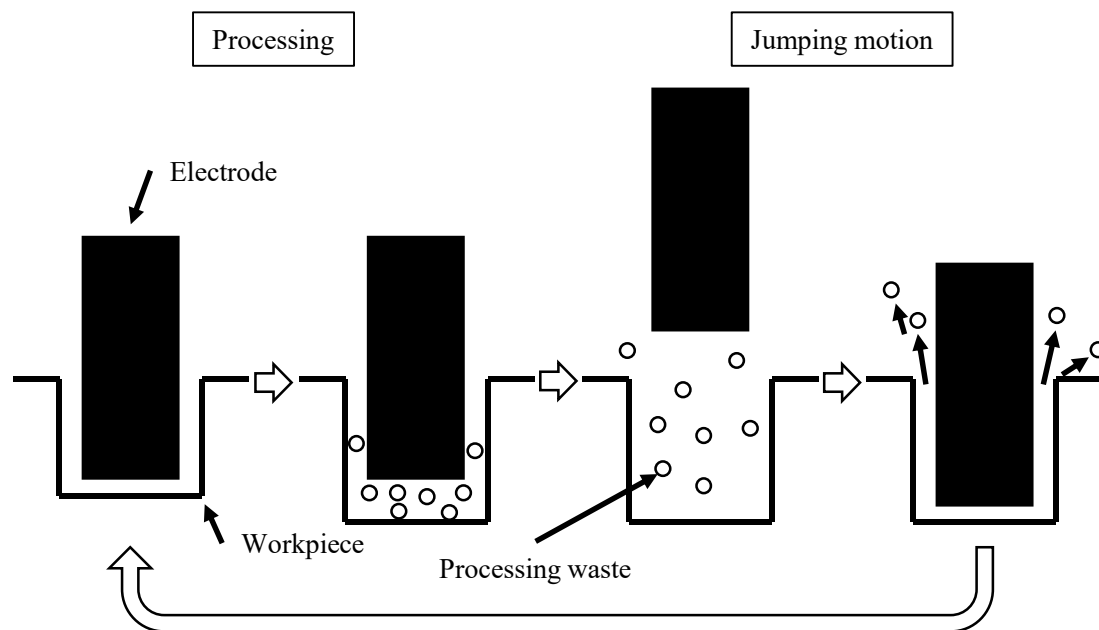 Processing
Jumping motion
Electrode
Workpiece
Processing waste